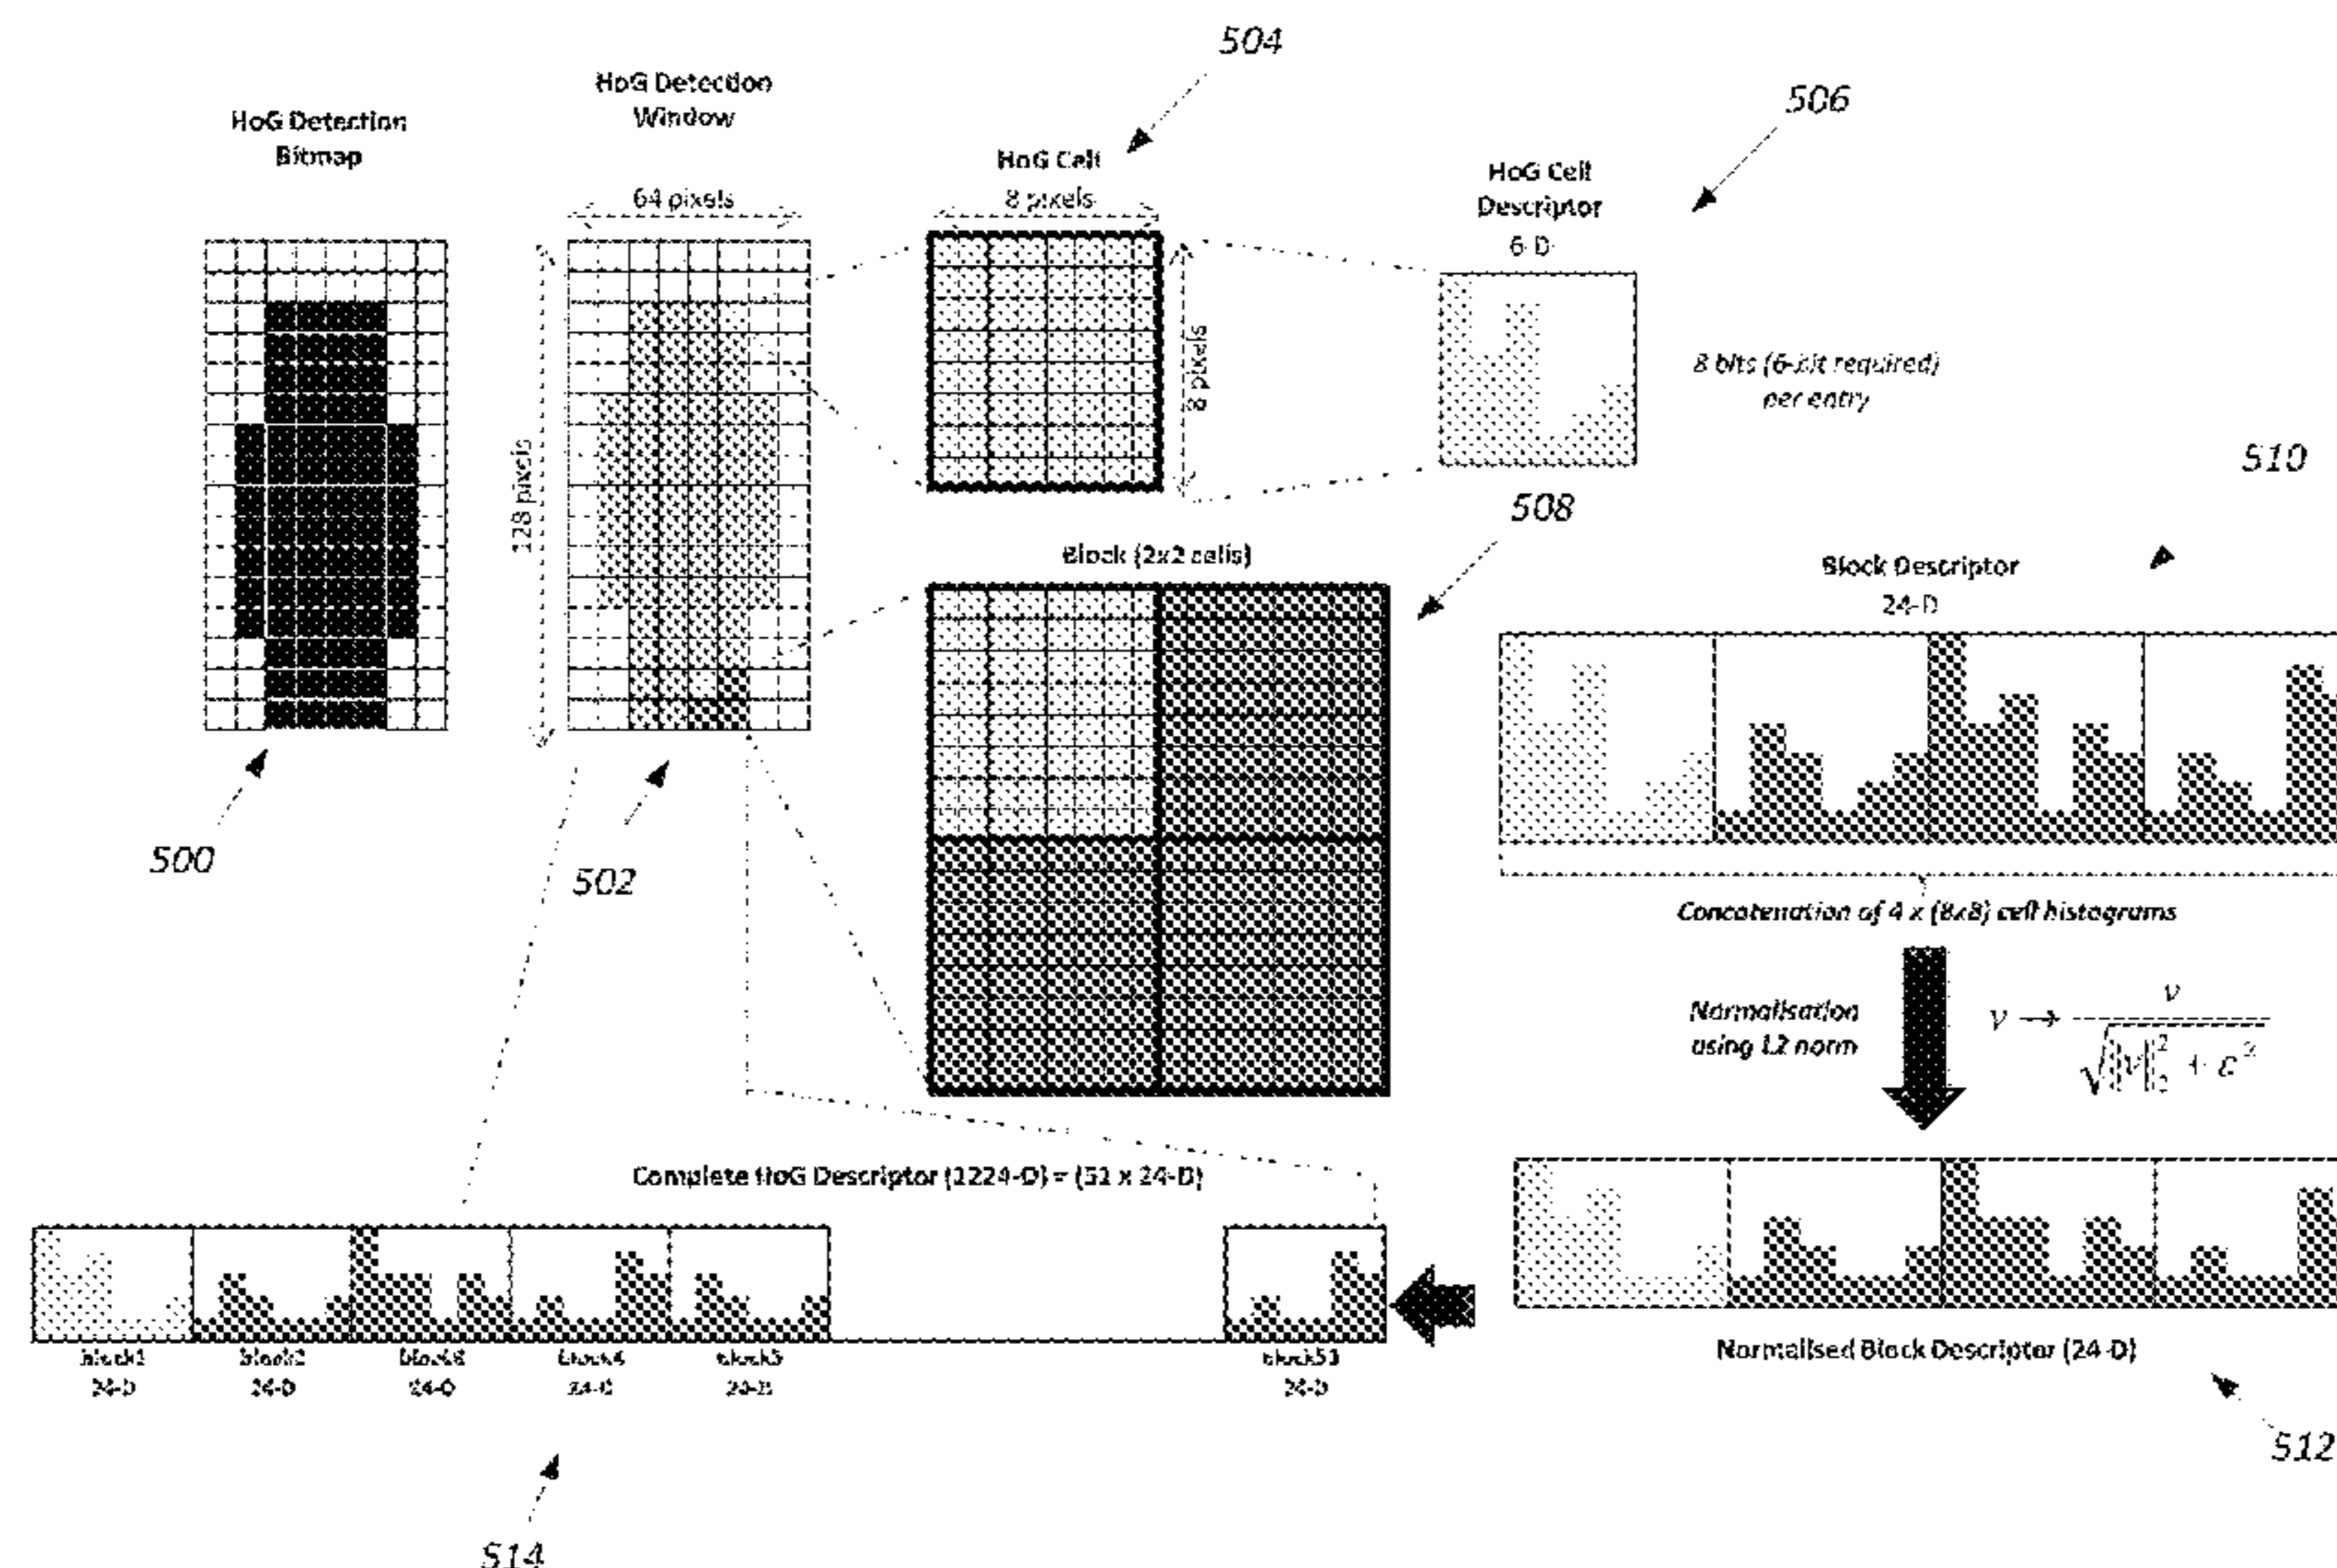 504
HoG Detection
Window
506
HoG Detection
Bitmap
HoG Cell
8 pixels
HoG Cell
Descriptor
6-D
64 pixels
8 pixels
8 bits (6-bit required)
per entry
128 pixels
510
508
Block (2x2 cells)
Block Descriptor
24-D
500
502
Concatenation of 4 x (8x8) cell histograms
Normalisation
using L2 norm
v → v / √‖v‖₂² + ε²
Complete HoG Descriptor (1224-D) = (51 x 24-D)
block1
24-D
block2
24-D
block3
24-D
block4
24-D
block5
24-D
block51
24-D
Normalised Block Descriptor (24-D)
512
514